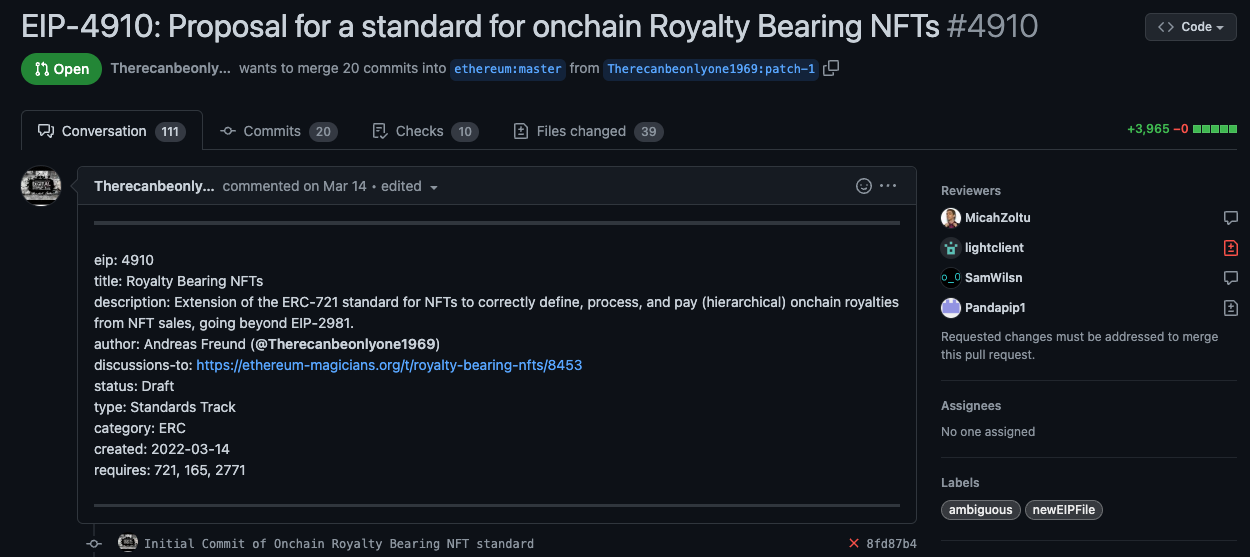 EIP-4910: Proposal for a standard for onchain Royalty Bearing NFTs #4910
Code
Open
Therecanbeonly... wants to merge 20 commits into ethereum:master from Therecanbeonlyone1969:patch-1
Conversation 111
Commits 20
Checks 10
Files changed 39
+3,965 −0
Therecanbeonly... commented on Mar 14 • edited
eip: 4910
title: Royalty Bearing NFTs
description: Extension of the ERC-721 standard for NFTs to correctly define, process, and pay (hierarchical) onchain royalties
from NFT sales, going beyond EIP-2981.
author: Andreas Freund (@Therecanbeonlyone1969)
discussions-to: https://ethereum-magicians.org/t/royalty-bearing-nfts/8453
status: Draft
type: Standards Track
category: ERC
created: 2022-03-14
requires: 721, 165, 2771
Initial Commit of Onchain Royalty Bearing NFT standard
8fd87b4
Reviewers
MicahZoltu
lightclient
SamWilsn
Pandapip1
Requested changes must be addressed to merge
this pull request.
Assignees
No one assigned
Labels
ambiguous
newEIPFile